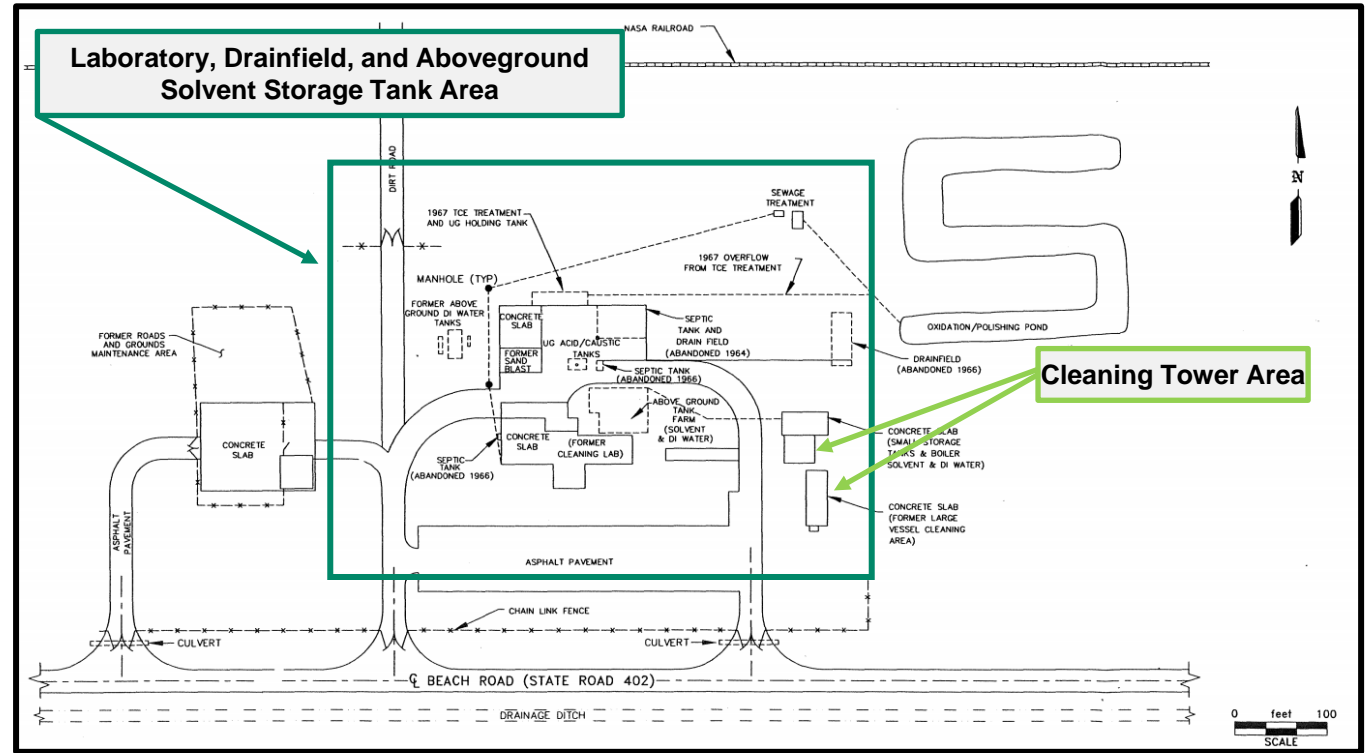 NASA RAILROAD
Laboratory, Drainfield, and Aboveground
Solvent Storage Tank Area
DIRT ROAD
N
SEWAGE
TREATMENT
1967 TCE TREATMENT
AND UG HOLDING TANK
1967 OVERFLOW
FROM TCE TREATMENT
MANHOLE (TYP)
FORMER ABOVE
GROUND DI WATER
TANKS
CONCRETE
SLAB
UG ACID/CAUSTIC
TANKS
FORMER
SAND
BLAST
SEPTIC
TANK AND
DRAIN FIELD
(ABANDONED 1964)
OXIDATION/POLISHING POND
FORMER ROADS
AND GROUNDS
MAINTENANCE AREA
DRAINFIELD
(ABANDONED 1966)
SEPTIC TANK
(ABANDONED 1966)
Cleaning Tower Area
ABOVE GROUND
TANK
FARM
(SOLVENT
& DI WATER)
CONCRETE
SLAB
CONCRETE
SLAB
(FORMER
CLEANING LAB)
SEPTIC
TANK
(ABANDONED 1966)
CONCRETE SLAB
(SMALL STORAGE
TANKS & BOILER
SOLVENT & DI WATER)
CONCRETE SLAB
(FORMER LARGE
VESSEL CLEANING
AREA)
ASPHALT
PAVEMENT
ASPHALT PAVEMENT
CHAIN LINK FENCE
CULVERT
CULVERT
℄ BEACH ROAD (STATE ROAD 402)
DRAINAGE DITCH
0 feet 100
SCALE